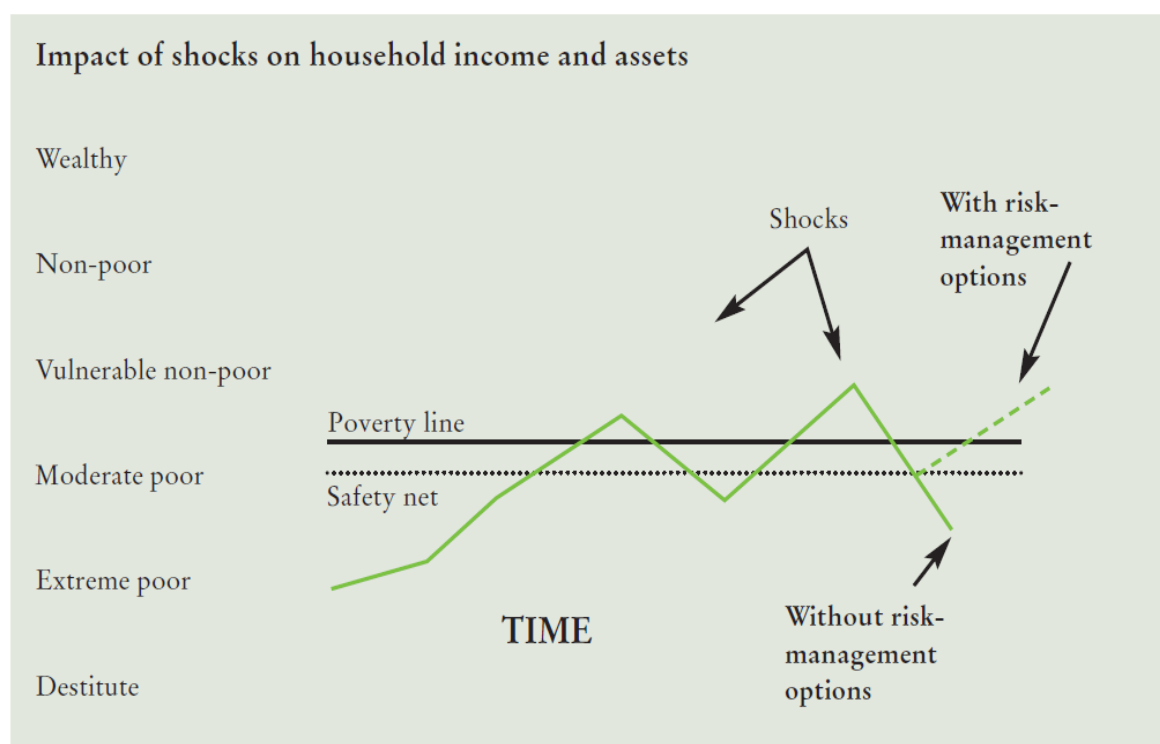 Impact of shocks on household income and assets
Wealthy
Shocks
With risk-
management
options
Non-poor
Vulnerable non-poor
Poverty line
Moderate poor
Safety net
Extreme poor
TIME
Without risk-
management
options
Destitute